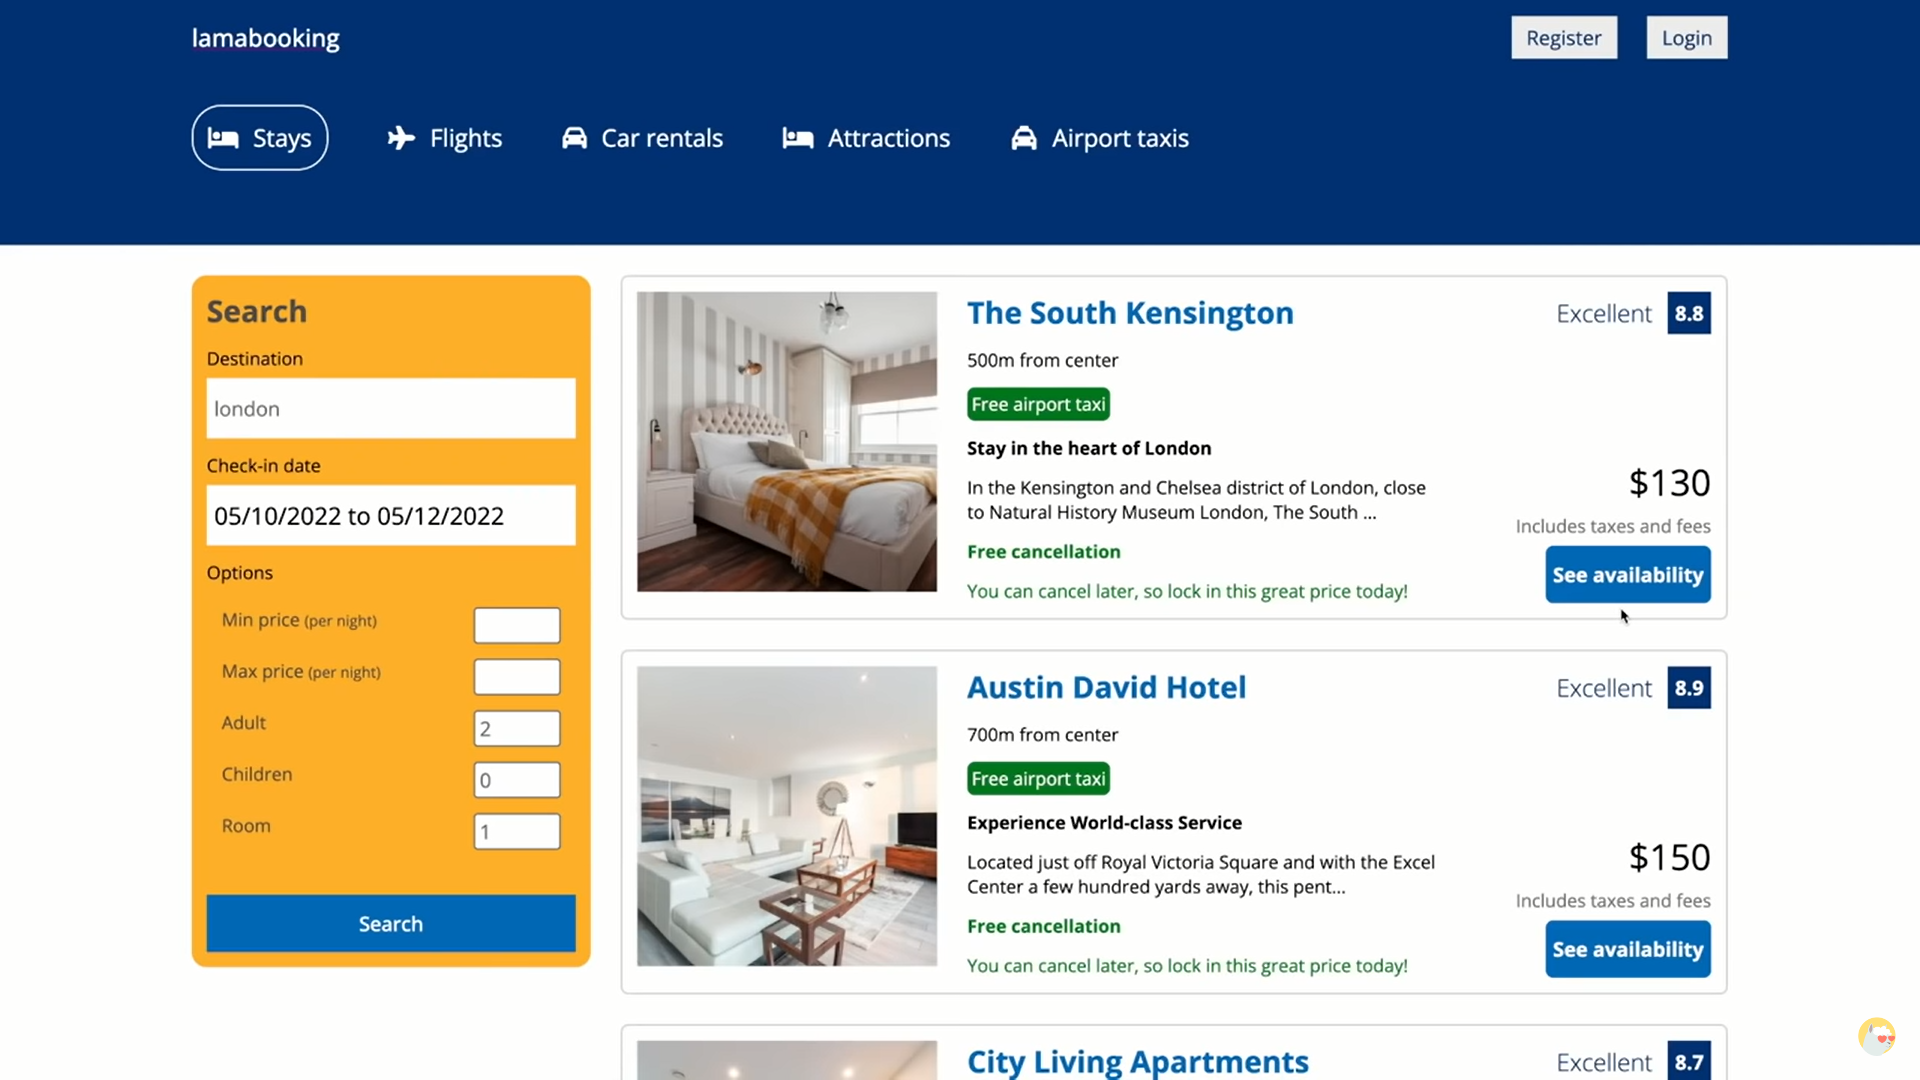 lamabooking
Register
Login
Stays
Flights
Car rentals
Attractions
Airport taxis
Search
Destination
london
Check-in date
05/10/2022 to 05/12/2022
Options
Min price (per night)
Max price (per night)
Adult
2
Children
0
Room
1
Search
The South Kensington
Excellent
8.8
500m from center
Free airport taxi
Stay in the heart of London
In the Kensington and Chelsea district of London, close
to Natural History Museum London, The South ...
Free cancellation
You can cancel later, so lock in this great price today!
$130
Includes taxes and fees
See availability
Austin David Hotel
Excellent
8.9
700m from center
Free airport taxi
Experience World-class Service
Located just off Royal Victoria Square and with the Excel
Center a few hundred yards away, this pent...
Free cancellation
You can cancel later, so lock in this great price today!
$150
Includes taxes and fees
See availability
City Living Apartments
Excellent
8.7